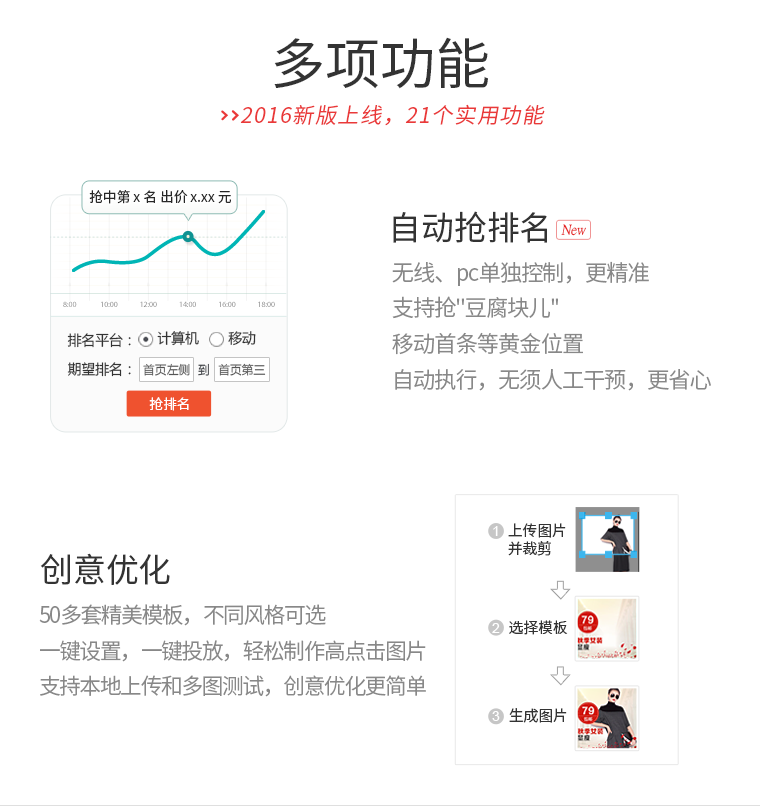 多项功能
>>2016新版上线，21个实用功能
抢中第 x 名 出价 x.xx 元
8:00 10:00 12:00 14:00 16:00 18:00
排名平台： 计算机 移动
期望排名： 首页左侧 到 首页第三
抢排名
自动抢排名 New
无线、pc单独控制，更精准
支持抢"豆腐块儿"
移动首条等黄金位置
自动执行，无须人工干预，更省心
创意优化
50多套精美模板，不同风格可选
一键设置，一键投放，轻松制作高点击图片
支持本地上传和多图测试，创意优化更简单
1 上传图片
并裁剪
2 选择模板
79
包邮
秋季女装
显瘦
3 生成图片
79
包邮
秋季女装
显瘦